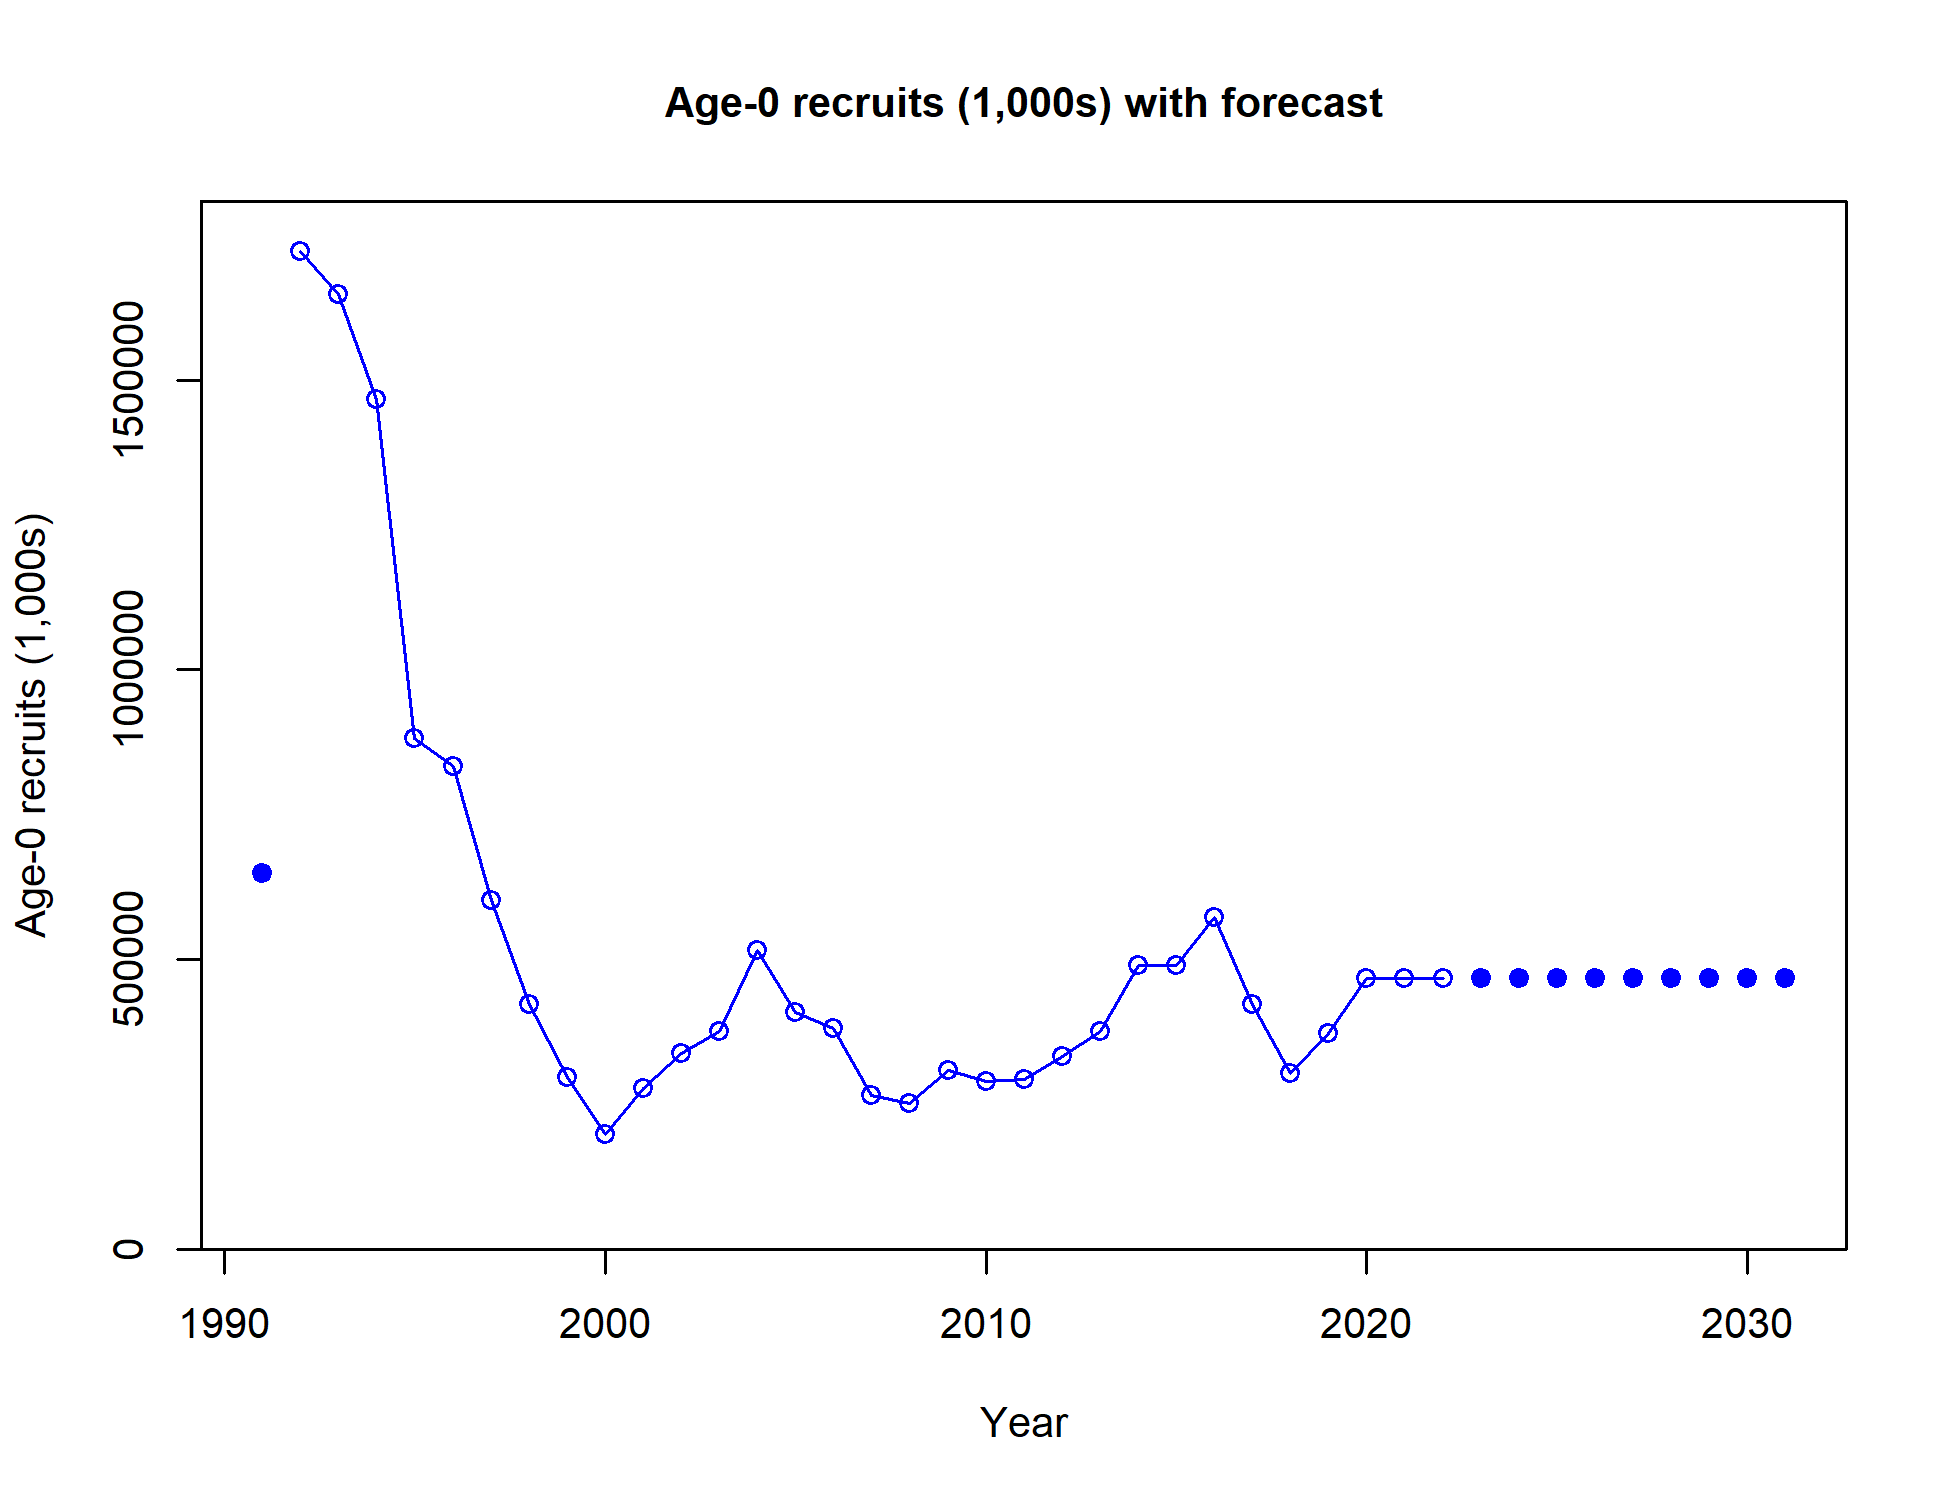 Age-0 recruits (1,000s) with forecast
Age-0 recruits (1,000s)
1500000
1000000
500000
0
1990 2000 2010 2020 2030
Year